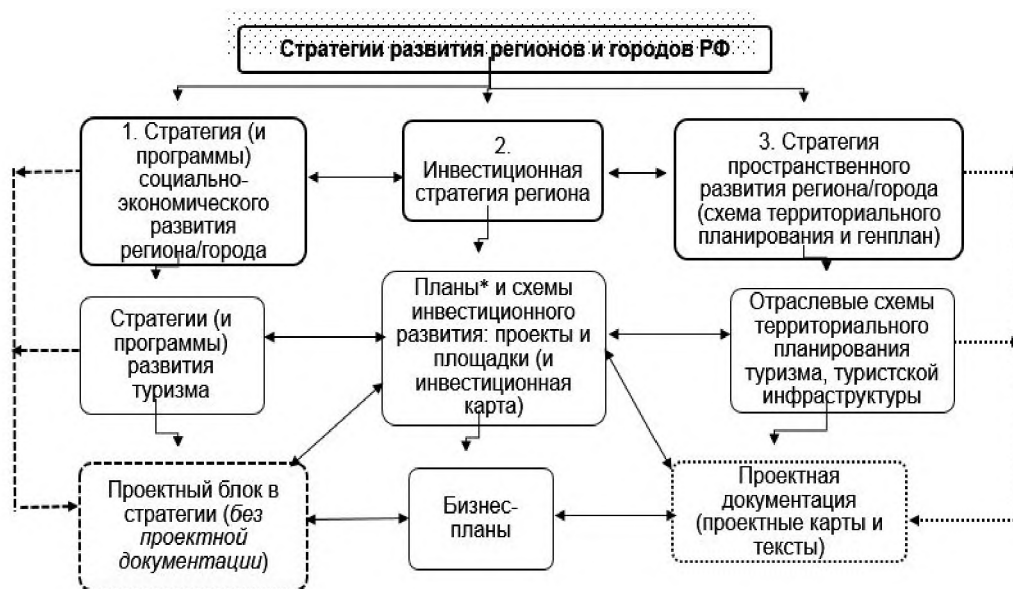 Стратегии развития регионов и городов РФ
1. Стратегия (и
программы)
социально-
экономического
развития
региона/города
2.
Инвестиционная
стратегия региона
3. Стратегия
пространственного
развития региона/города
(схема территориального
планирования и генплан)
Стратегии (и
программы)
развития
туризма
Планы* и схемы
инвестиционного
развития: проекты и
площадки (и
инвестиционная
карта)
Отраслевые схемы
территориального
планирования
туризма, туристской
инфраструктуры
Проектный блок в
стратегии (без
проектной
документации)
Бизнес-
планы
Проектная
документация
(проектные карты и
тексты)